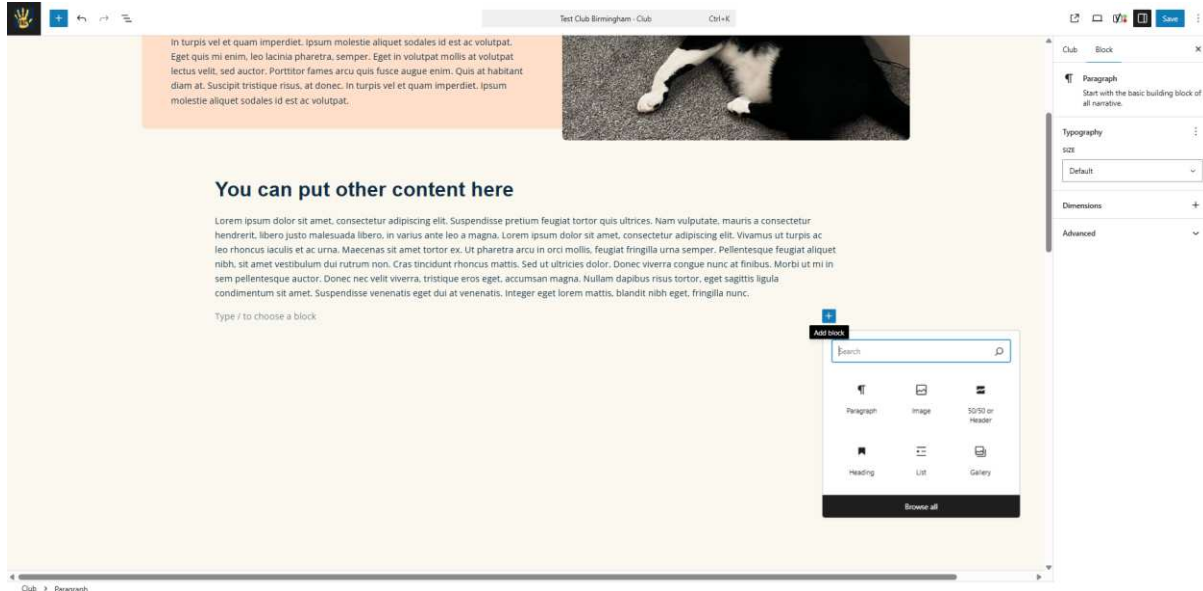 Test Club Birmingham · Club Ctrl+K
Save
In turpis vel et quam imperdiet. Ipsum molestie aliquet sodales id est ac volutpat.
Eget quis mi enim, leo lacinia pharetra, semper. Eget in volutpat mollis at volutpat
lectus velit, sed auctor. Porttitor fames arcu quis fusce augue enim. Quis at habitant
diam at. Suscipit tristique risus, at donec. In turpis vel et quam imperdiet. Ipsum
molestie aliquet sodales id est ac volutpat.
You can put other content here
Lorem ipsum dolor sit amet, consectetur adipiscing elit. Suspendisse pretium feugiat tortor quis ultrices. Nam vulputate, mauris a consectetur
hendrerit, libero justo malesuada libero, in varius ante leo a magna. Lorem ipsum dolor sit amet, consectetur adipiscing elit. Vivamus ut turpis ac
leo rhoncus iaculis et ac urna. Maecenas sit amet tortor ex. Ut pharetra arcu in orci mollis, feugiat fringilla urna semper. Pellentesque feugiat aliquet
nibh, sit amet vestibulum dui rutrum non. Cras tincidunt rhoncus mattis. Sed ut ultricies dolor. Donec viverra congue nunc at finibus. Morbi ut mi in
sem pellentesque auctor. Donec nec velit viverra, tristique eros eget, accumsan magna. Nullam dapibus risus tortor, eget sagittis ligula
condimentum sit amet. Suspendisse venenatis eget dui at venenatis. Integer eget lorem mattis, blandit nibh eget, fringilla nunc.
Type / to choose a block
Add block
Search
Paragraph Image 50/50 or
Header
Heading List Gallery
Browse all
Club Block
Paragraph
Start with the basic building block of
all narrative.
Typography
SIZE
Default
Dimensions
Advanced
Club > Paragraph